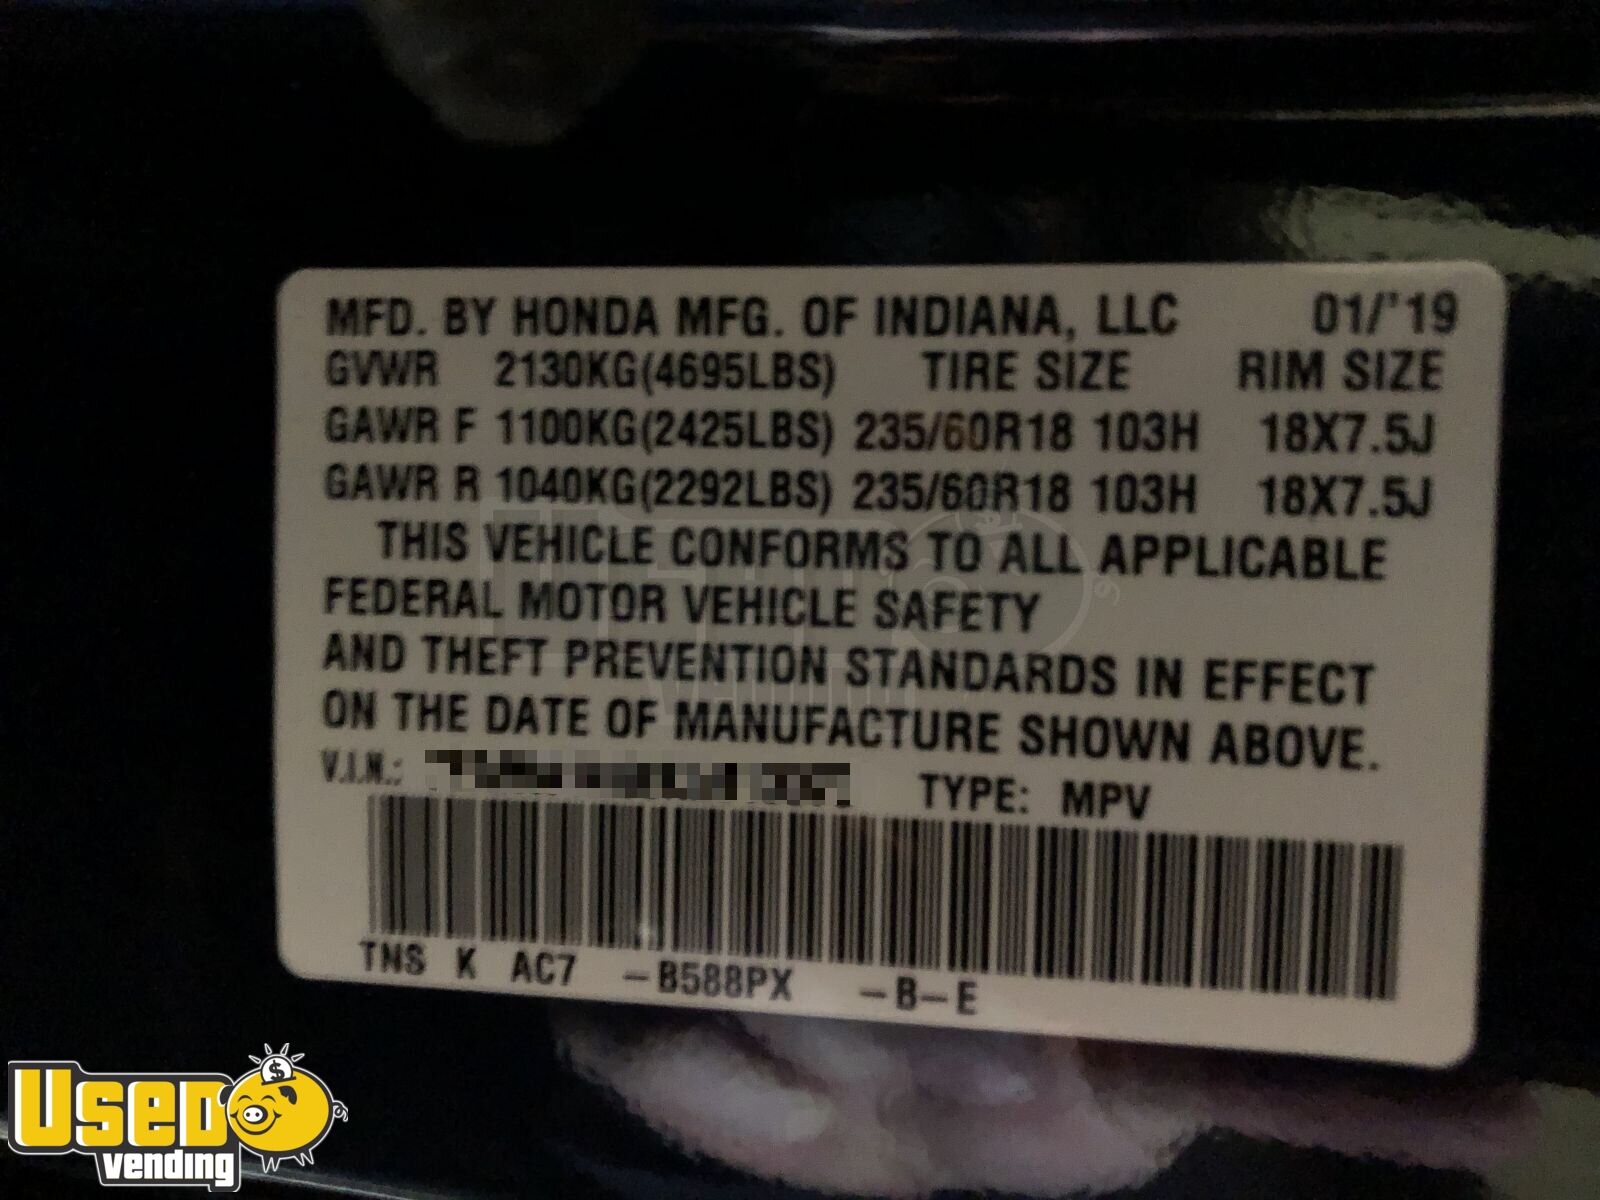 MFD. BY HONDA MFG. OF INDIANA, LLC 01/'19
GVWR 2130KG(4695LBS) TIRE SIZE RIM SIZE
GAWR F 1100KG(2425LBS) 235/60R18 103H 18X7.5J
GAWR R 1040KG(2292LBS) 235/60R18 103H 18X7.5J
THIS VEHICLE CONFORMS TO ALL APPLICABLE
FEDERAL MOTOR VEHICLE SAFETY
AND THEFT PREVENTION STANDARDS IN EFFECT
ON THE DATE OF MANUFACTURE SHOWN ABOVE.
V.I.N.: TYPE: MPV
TNS K AC7 -B588PX -B-E
USED
vending